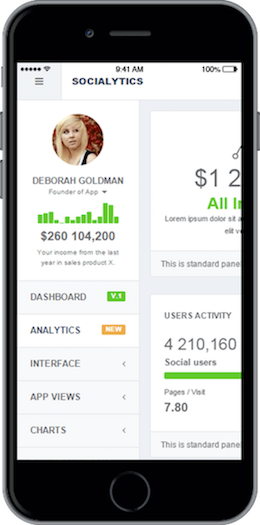 9:41 AM
100%
SOCIALYTICS
DEBORAH GOLDMAN
Founder of App
$260 104,200
Your income from the last
year in sales product X.
DASHBOARD V.1
ANALYTICS NEW
INTERFACE
APP VIEWS
CHARTS
$1 2
All In
Lorem ipsum dolor sit a
elit v
This is standard pane
USERS ACTIVITY
4 210,160
Social users
Pages / Visit
7.80
This is standard pane